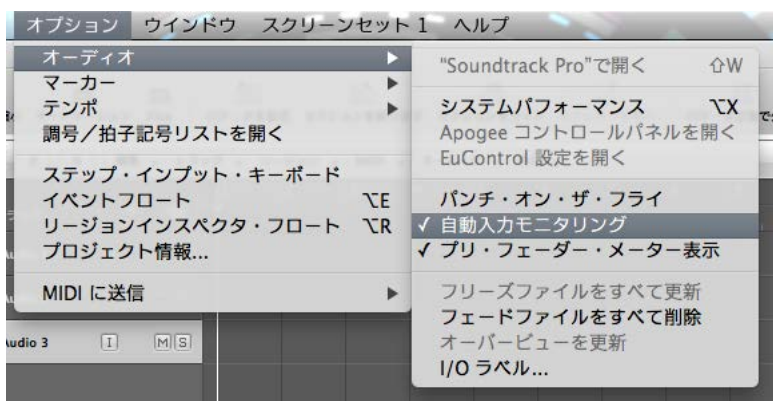 オプション ウインドウ スクリーンセット 1 ヘルプ
オーディオ
マーカー
テンポ
調号／拍子記号リストを開く
ステップ・インプット・キーボード
イベントフロート ⌥E
リージョンインスペクタ・フロート ⌥R
プロジェクト情報...
MIDI に送信
"Soundtrack Pro"で開く ⇧W
システムパフォーマンス ⌥X
Apogee コントロールパネルを開く
EuControl 設定を開く
パンチ・オン・ザ・フライ
✓ 自動入力モニタリング
✓ プリ・フェーダー・メーター表示
フリーズファイルをすべて更新
フェードファイルをすべて削除
オーバービューを更新
I/O ラベル...
Audio 3 I M S